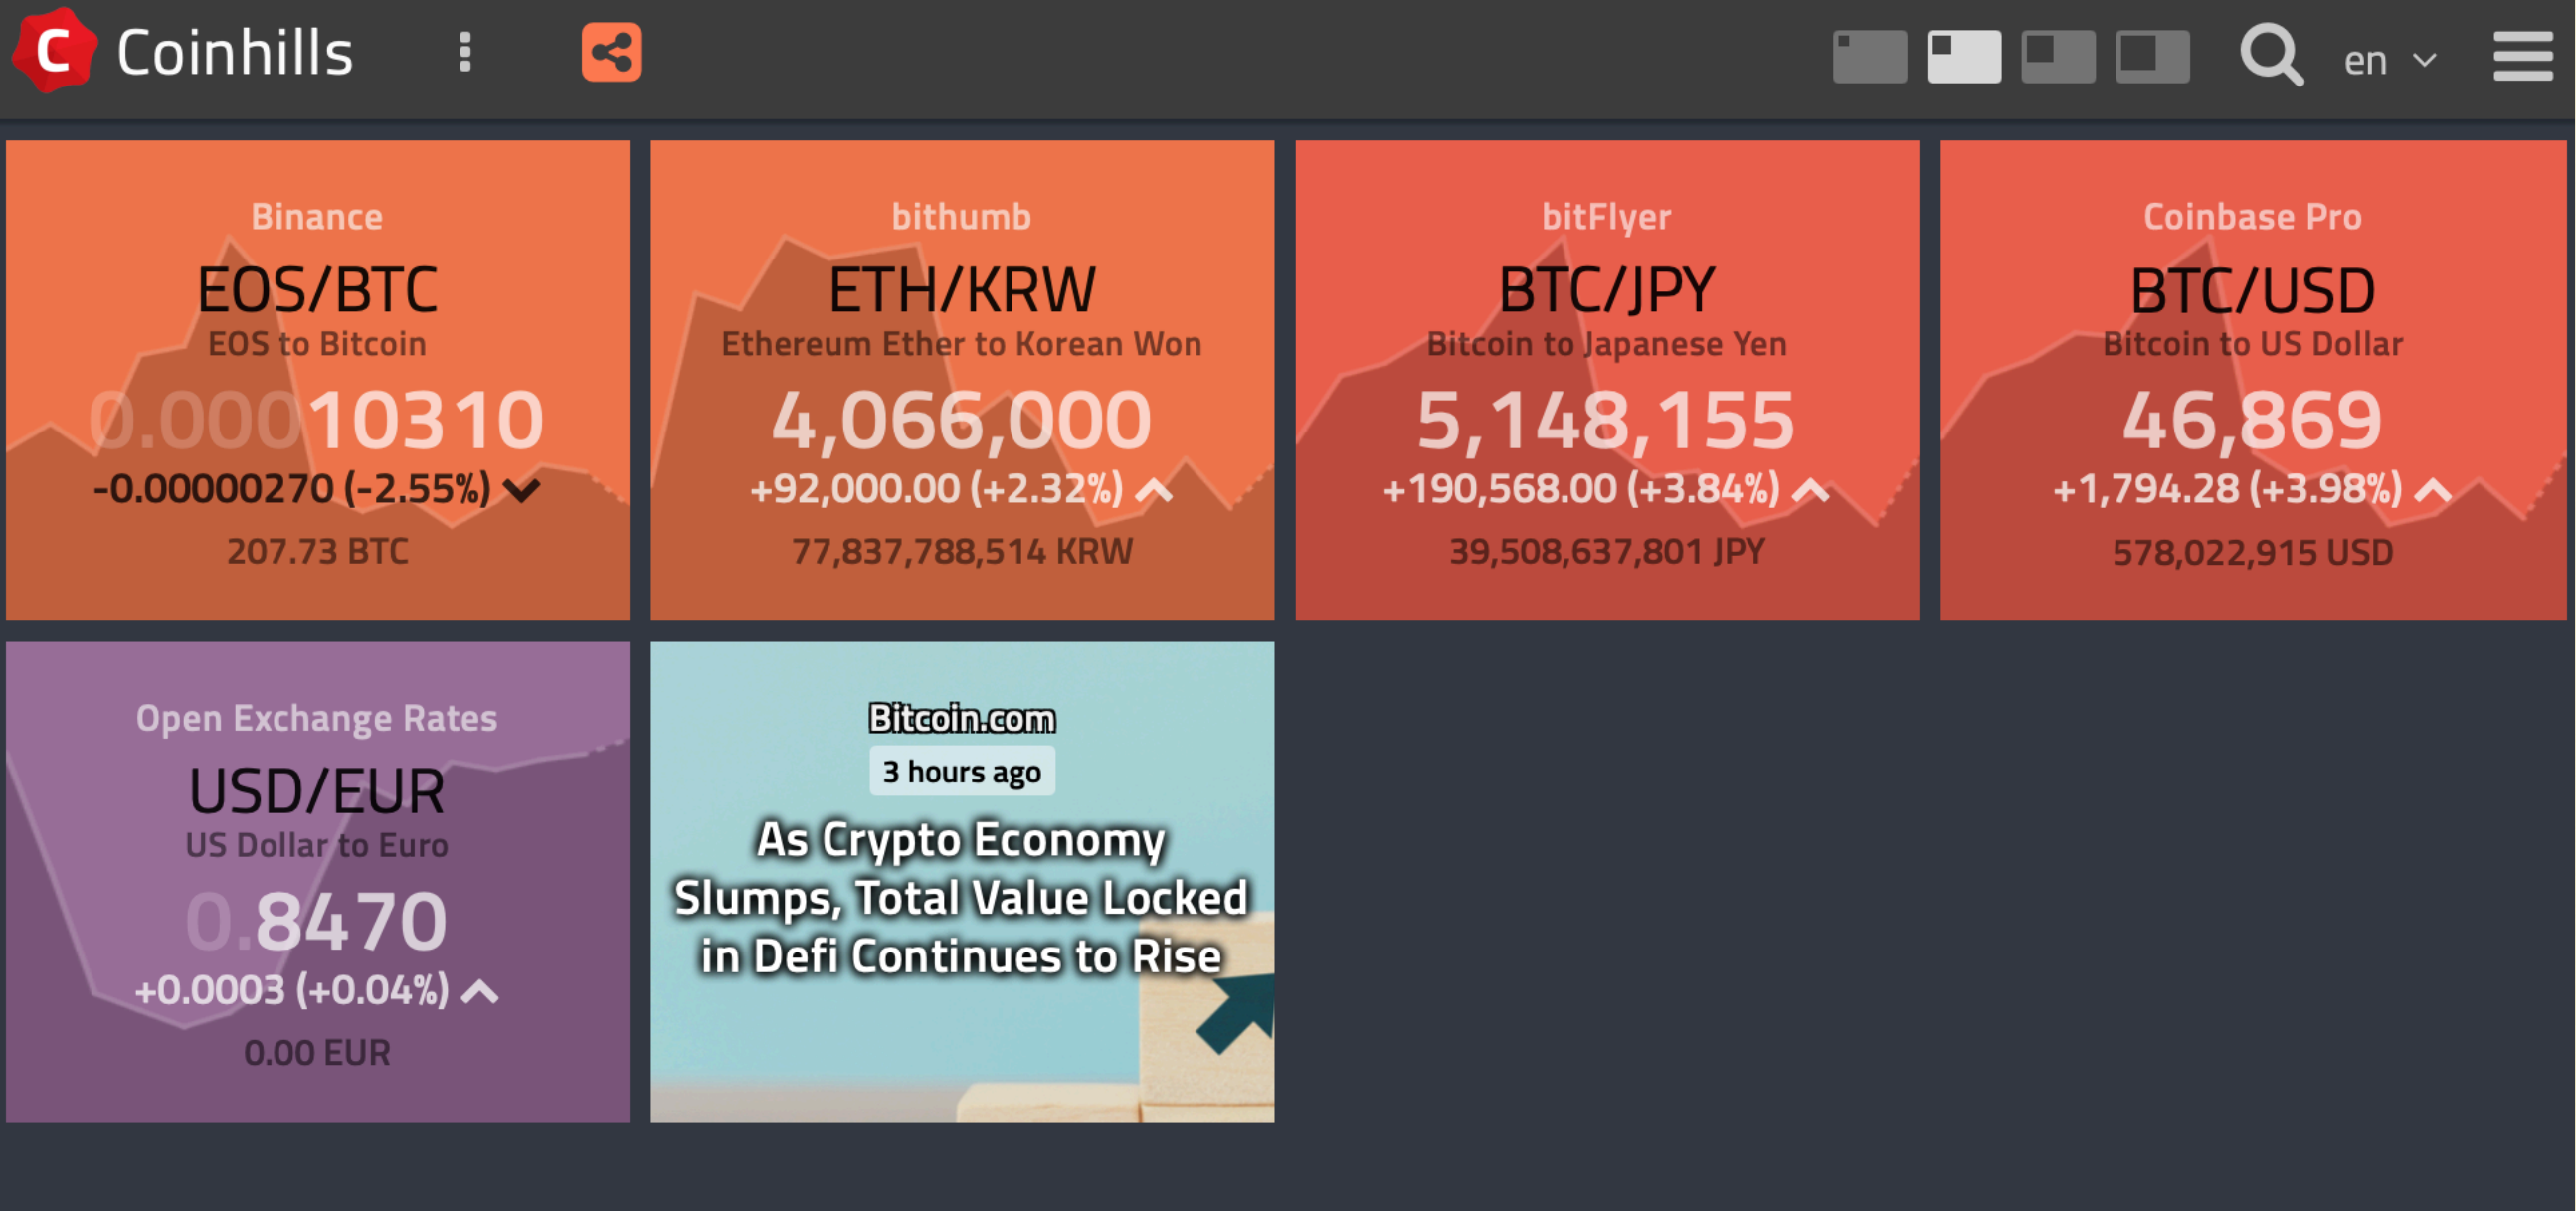 C Coinhills
en
Binance
EOS/BTC
EOS to Bitcoin
0.00010310
-0.00000270 (-2.55%)
207.73 BTC
bithumb
ETH/KRW
Ethereum Ether to Korean Won
4,066,000
+92,000.00 (+2.32%)
77,837,788,514 KRW
bitFlyer
BTC/JPY
Bitcoin to Japanese Yen
5,148,155
+190,568.00 (+3.84%)
39,508,637,801 JPY
Coinbase Pro
BTC/USD
Bitcoin to US Dollar
46,869
+1,794.28 (+3.98%)
578,022,915 USD
Open Exchange Rates
USD/EUR
US Dollar to Euro
0.8470
+0.0003 (+0.04%)
0.00 EUR
Bitcoin.com
3 hours ago
As Crypto Economy
Slumps, Total Value Locked
in Defi Continues to Rise